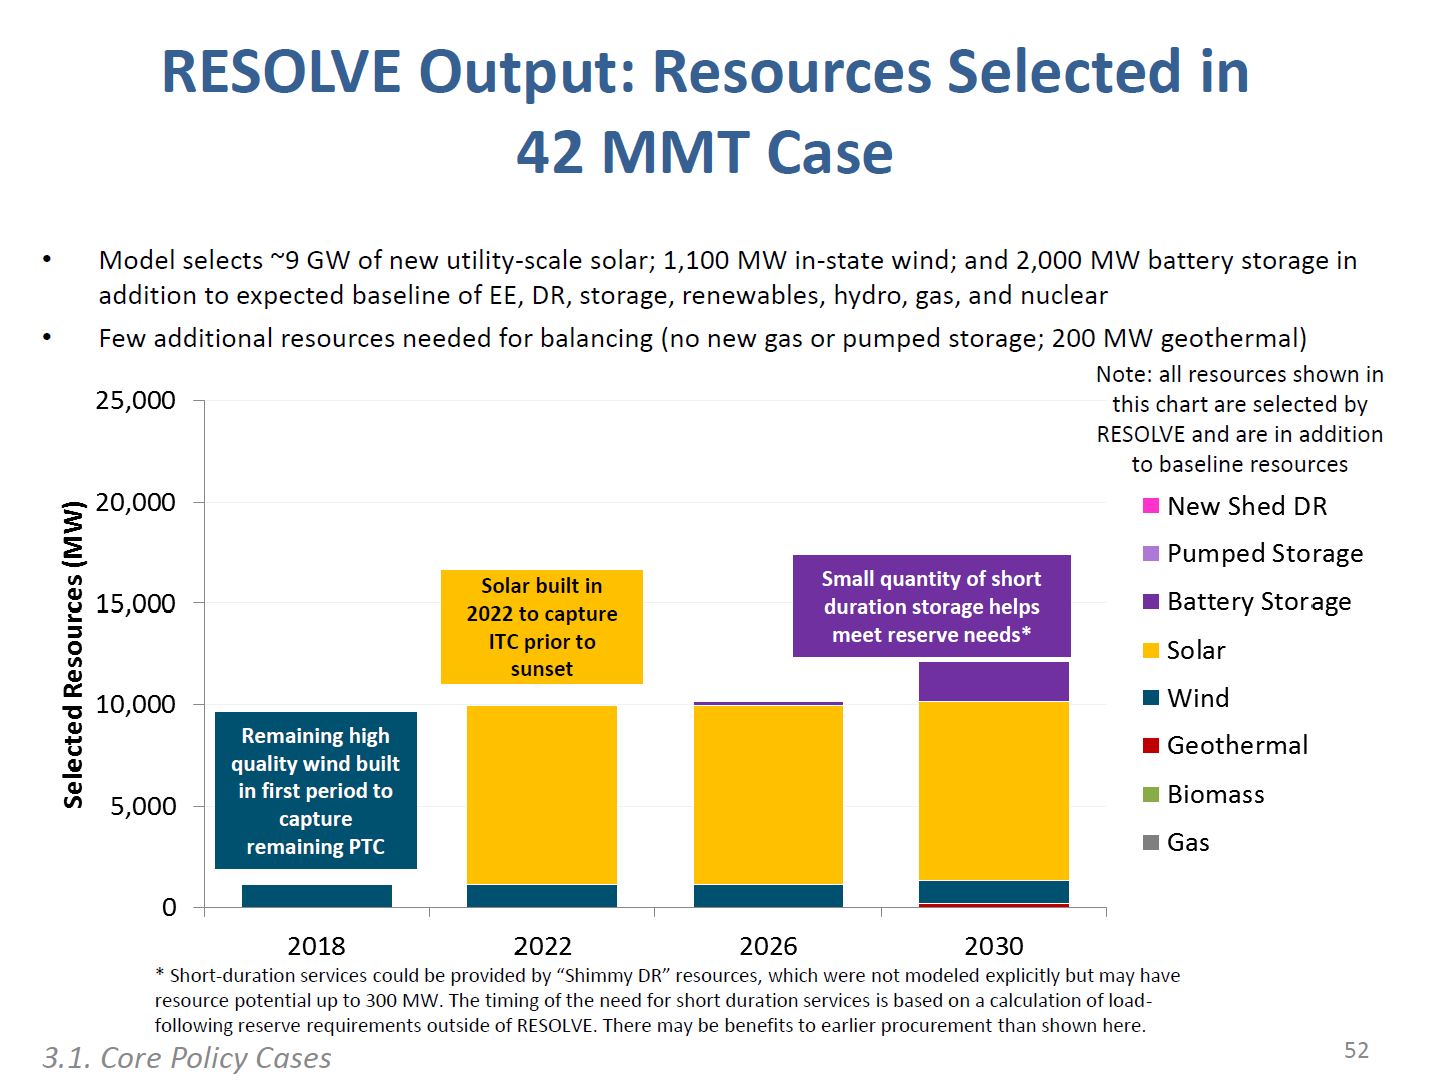 RESOLVE Output: Resources Selected in
42 MMT Case
• Model selects ~9 GW of new utility-scale solar; 1,100 MW in-state wind; and 2,000 MW battery storage in
addition to expected baseline of EE, DR, storage, renewables, hydro, gas, and nuclear
• Few additional resources needed for balancing (no new gas or pumped storage; 200 MW geothermal)
Note: all resources shown in
this chart are selected by
RESOLVE and are in addition
to baseline resources
Selected Resources (MW)
25,000
20,000
15,000
10,000
5,000
0
Remaining high
quality wind built
in first period to
capture
remaining PTC
Solar built in
2022 to capture
ITC prior to
sunset
Small quantity of short
duration storage helps
meet reserve needs*
New Shed DR
Pumped Storage
Battery Storage
Solar
Wind
Geothermal
Biomass
Gas
2018
2022
2026
2030
* Short-duration services could be provided by “Shimmy DR” resources, which were not modeled explicitly but may have
resource potential up to 300 MW. The timing of the need for short duration services is based on a calculation of load-
following reserve requirements outside of RESOLVE. There may be benefits to earlier procurement than shown here.
3.1. Core Policy Cases
52